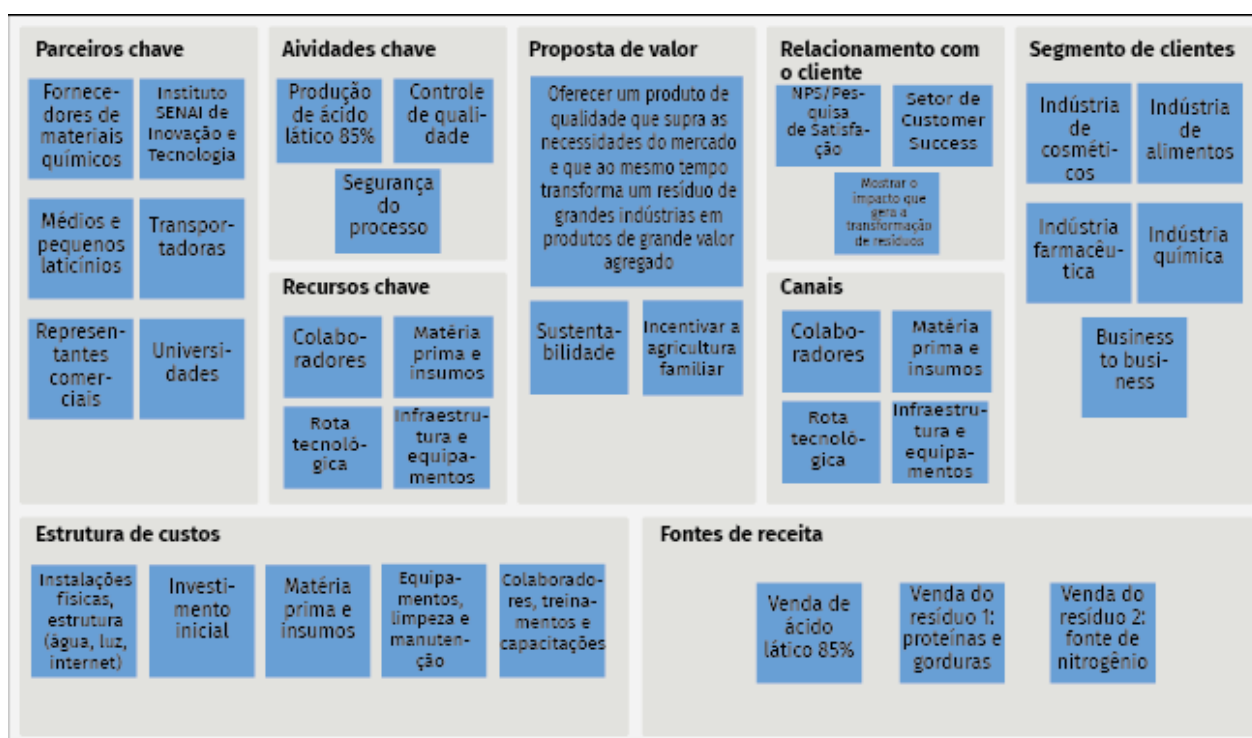 Parceiros chave
Fornece-
dores de
materiais
químicos
Instituto
SENAI de
Inovação e
Tecnologia
Médios e
pequenos
laticínios
Transpor-
tadoras
Represen-
tantes
comer-
ciais
Universi-
dades
Aividades chave
Produção
de ácido
lático 85%
Controle
de quali-
dade
Segurança
do
processo
Recursos chave
Colabo-
radores
Matéria
prima e
insumos
Rota
tecnoló-
gica
Infraestru-
tura e
equipa-
mentos
Proposta de valor
Oferecer um produto de
qualidade que supra as
necesidades do mercado
e que ao mesmo tempo
transforma um resíduo de
grandes indústrias em
produtos de grande valor
agregado
Sustenta-
bilidade
Incentivar a
agricultura
familiar
Relacionamento com
o cliente
NPS/Pes-
quisa
de Satisfa-
ção
Setor de
Customer
Success
Mostrar o
impacto que
gera a
transformação
de resíduos
Canais
Colabo-
radores
Matéria
prima e
insumos
Rota
tecnoló-
gica
Infraestru-
tura e
equipa-
mentos
Segmento de clientes
Indústria
de
cosméti-
cos
Indústria
de
alimentos
Indústria
farmacêu-
tica
Indústria
química
Business
to busi-
ness
Estrutura de custos
Instalações
físicas,
estrutura
(água, luz,
internet)
Investi-
mento
inicial
Matéria
prima e
insumos
Equipa-
mentos,
limpeza e
manuten-
ção
Colaborado-
res, treina-
mentos e
capacitações
Fontes de receita
Venda de
ácido
lático 85%
Venda do
resíduo 1:
proteínas e
gorduras
Venda do
resíduo 2:
fonte de
nitrogênio